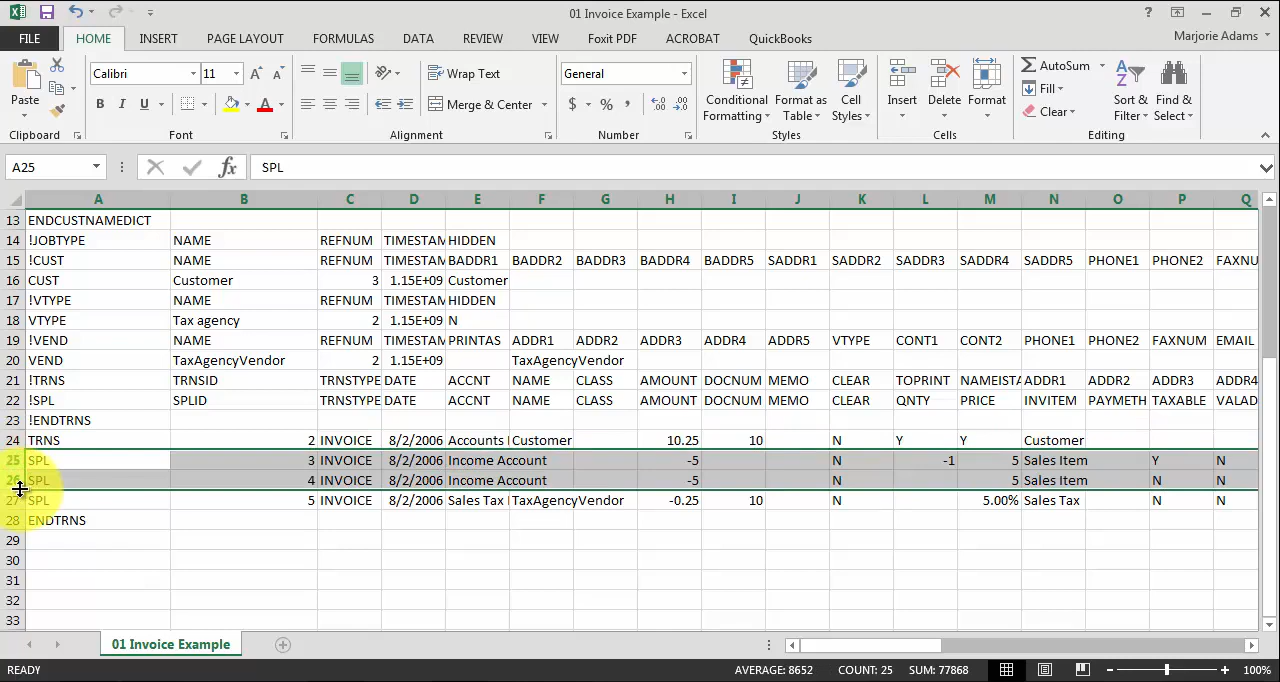 01 Invoice Example - Excel
Marjorie Adams
FILE HOME INSERT PAGE LAYOUT FORMULAS DATA REVIEW VIEW Foxit PDF ACROBAT QuickBooks
Paste
Clipboard
Calibri 11
B I U
Font
Wrap Text
Merge & Center
Alignment
General
$ % ,
Number
Conditional Formatting
Format as Table
Cell Styles
Styles
Insert Delete Format
Cells
AutoSum
Fill
Clear
Sort & Filter
Find & Select
Editing
A25 fx SPL
A B C D E F G H I J K L M N O P Q
13 ENDCUSTNAMEDICT
14 !JOBTYPE NAME REFNUM TIMESTAM HIDDEN
15 !CUST NAME REFNUM TIMESTAM BADDR1 BADDR2 BADDR3 BADDR4 BADDR5 SADDR1 SADDR2 SADDR3 SADDR4 SADDR5 PHONE1 PHONE2 FAXNU
16 CUST Customer 3 1.15E+09 Customer
17 !VTYPE NAME REFNUM TIMESTAM HIDDEN
18 VTYPE Tax agency 2 1.15E+09 N
19 !VEND NAME REFNUM TIMESTAM PRINTAS ADDR1 ADDR2 ADDR3 ADDR4 ADDR5 VTYPE CONT1 CONT2 PHONE1 PHONE2 FAXNUM EMAIL
20 VEND TaxAgencyVendor 2 1.15E+09 TaxAgencyVendor
21 !TRNS TRNSID TRNSTYPE DATE ACCNT NAME CLASS AMOUNT DOCNUM MEMO CLEAR TOPRINT NAMEISTA ADDR1 ADDR2 ADDR3 ADDR4
22 !SPL SPLID TRNSTYPE DATE ACCNT NAME CLASS AMOUNT DOCNUM MEMO CLEAR QNTY PRICE INVITEM PAYMETH TAXABLE VALAD
23 !ENDTRNS
24 TRNS 2 INVOICE 8/2/2006 Accounts Customer 10.25 10 N Y Y Customer
25 SPL 3 INVOICE 8/2/2006 Income Account -5 N -1 5 Sales Item Y N
26 SPL 4 INVOICE 8/2/2006 Income Account -5 N 5 Sales Item N N
27 SPL 5 INVOICE 8/2/2006 Sales Tax TaxAgencyVendor -0.25 10 N 5.00% Sales Tax N N
28 ENDTRNS
29
30
31
32
33
01 Invoice Example
READY AVERAGE: 8652 COUNT: 25 SUM: 77868 100%